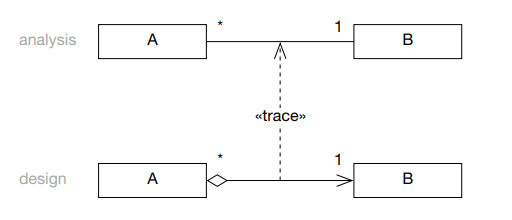 * 1
analysis A B
«trace»
* 1
design A B